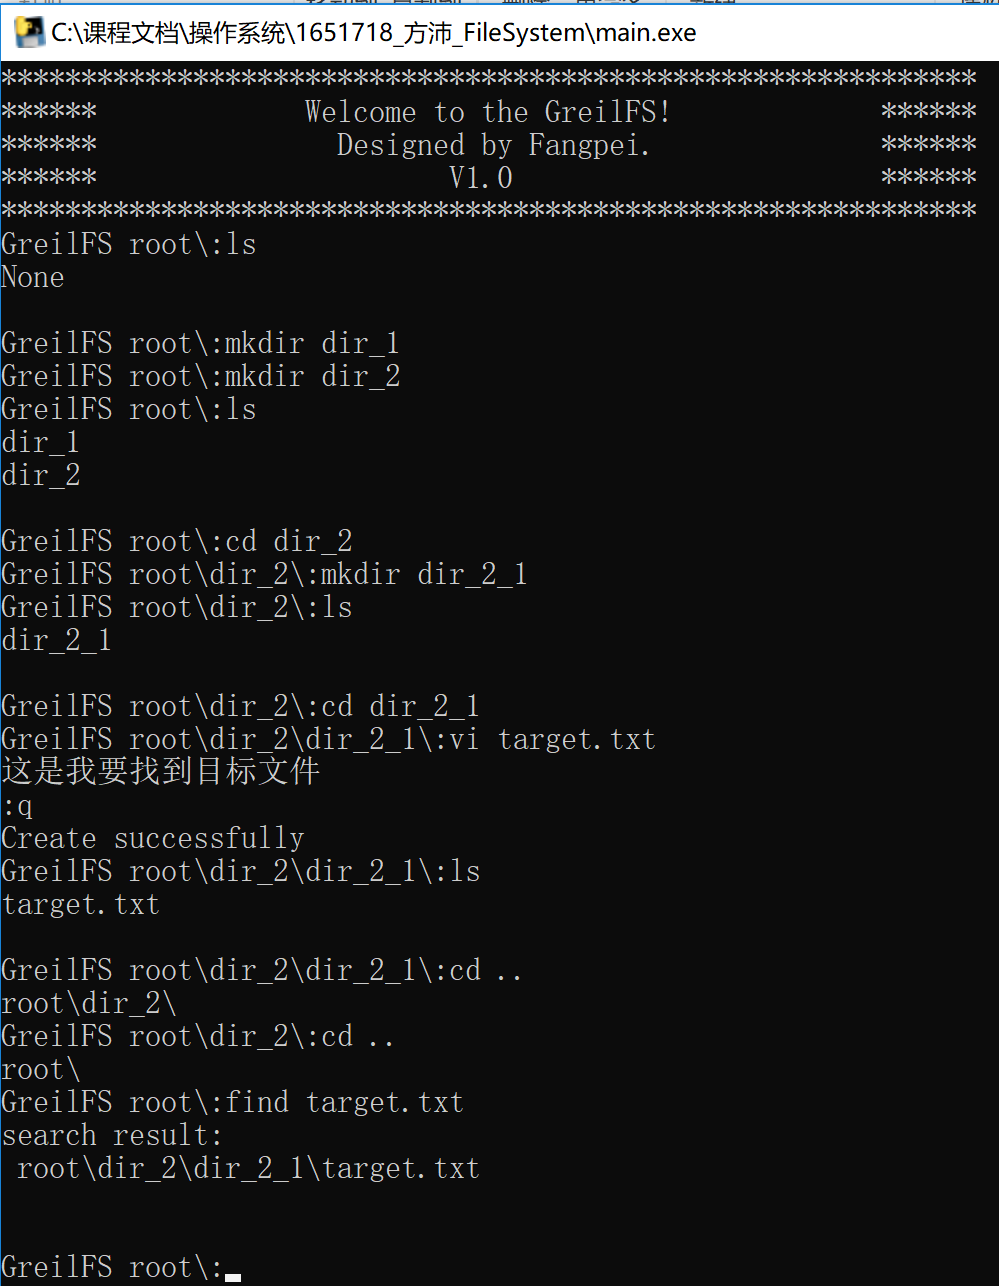 C:\课程文档\操作系统\1651718_方沛_FileSystem\main.exe
*************************************************************
****** Welcome to the GreilFS! ******
****** Designed by Fangpei. ******
****** V1.0 ******
*************************************************************
GreilFS root\:ls
None
GreilFS root\:mkdir dir_1
GreilFS root\:mkdir dir_2
GreilFS root\:ls
dir_1
dir_2
GreilFS root\:cd dir_2
GreilFS root\dir_2\:mkdir dir_2_1
GreilFS root\dir_2\:ls
dir_2_1
GreilFS root\dir_2\:cd dir_2_1
GreilFS root\dir_2\dir_2_1\:vi target.txt
这是我要找到目标文件
:q
Create successfully
GreilFS root\dir_2\dir_2_1\:ls
target.txt
GreilFS root\dir_2\dir_2_1\:cd ..
root\dir_2\
GreilFS root\dir_2\:cd ..
root\
GreilFS root\:find target.txt
search result:
root\dir_2\dir_2_1\target.txt
GreilFS root\: